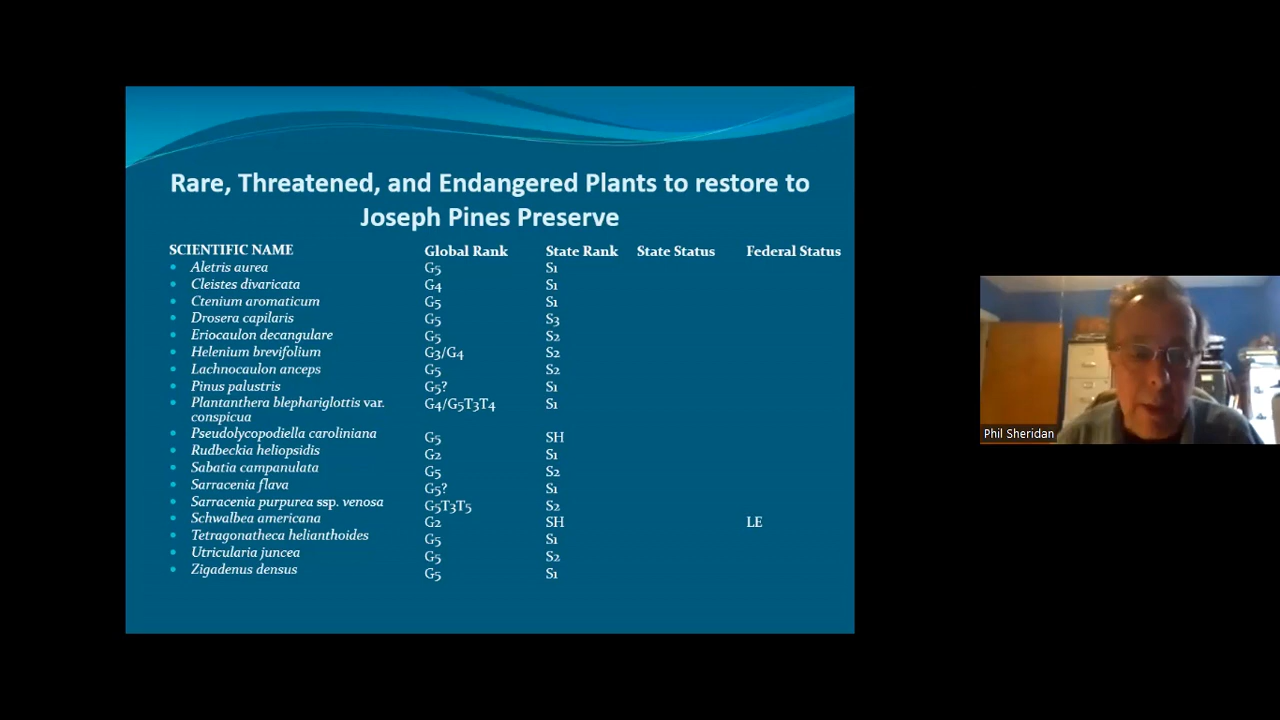 Rare, Threatened, and Endangered Plants to restore to
Joseph Pines Preserve
SCIENTIFIC NAME Global Rank State Rank State Status Federal Status
Aletris aurea G5 S1
Cleistes divaricata G4 S1
Ctenium aromaticum G5 S1
Drosera capilaris G5 S3
Eriocaulon decangulare G5 S2
Helenium brevifolium G3/G4 S2
Lachnocaulon anceps G5 S2
Pinus palustris G5? S1
Plantanthera blephariglottis var. G4/G5T3T4 S1
conspicua
Pseudolycopodiella caroliniana G5 SH
Rudbeckia heliopsidis G2 S1
Sabatia campanulata G5 S2
Sarracenia flava G5? S1
Sarracenia purpurea ssp. venosa G5T3T5 S2
Schwalbea americana G2 SH LE
Tetragonatheca helianthoides G5 S1
Utricularia juncea G5 S2
Zigadenus densus G5 S1
Phil Sheridan